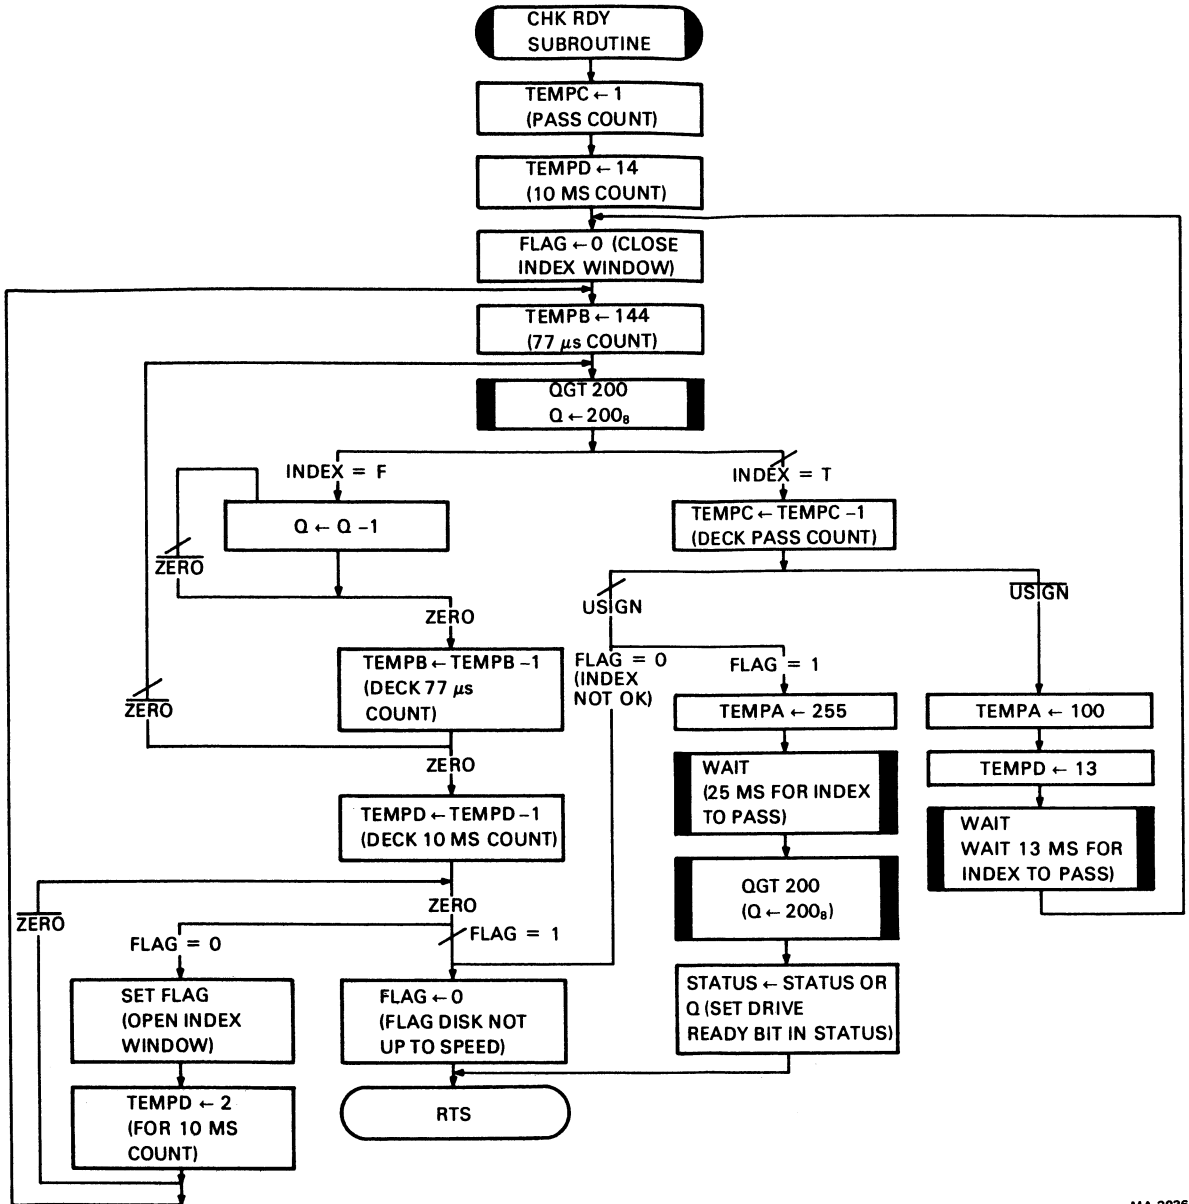 CHK RDY
SUBROUTINE
TEMPC ← 1
(PASS COUNT)
TEMPD ← 14
(10 MS COUNT)
FLAG ← 0 (CLOSE
INDEX WINDOW)
TEMPB ← 144
(77 µs COUNT)
QGT 200
Q ← 200₈
INDEX = F
INDEX = T
Q ← Q -1
ZERO
ZERO
TEMPC ← TEMPC -1
(DECK PASS COUNT)
USIGN
USIGN
TEMPB ← TEMPB -1
(DECK 77 µs
COUNT)
ZERO
ZERO
FLAG = 0
(INDEX
NOT OK)
FLAG = 1
TEMPA ← 255
TEMPA ← 100
WAIT
(25 MS FOR INDEX
TO PASS)
TEMPD ← 13
WAIT
WAIT 13 MS FOR
INDEX TO PASS)
TEMPD ← TEMPD -1
(DECK 10 MS COUNT)
ZERO
ZERO
FLAG = 0
FLAG = 1
QGT 200
(Q ← 200₈)
SET FLAG
(OPEN INDEX
WINDOW)
FLAG ← 0
(FLAG DISK NOT
UP TO SPEED)
STATUS ← STATUS OR
Q (SET DRIVE
READY BIT IN STATUS)
TEMPD ← 2
(FOR 10 MS
COUNT)
RTS